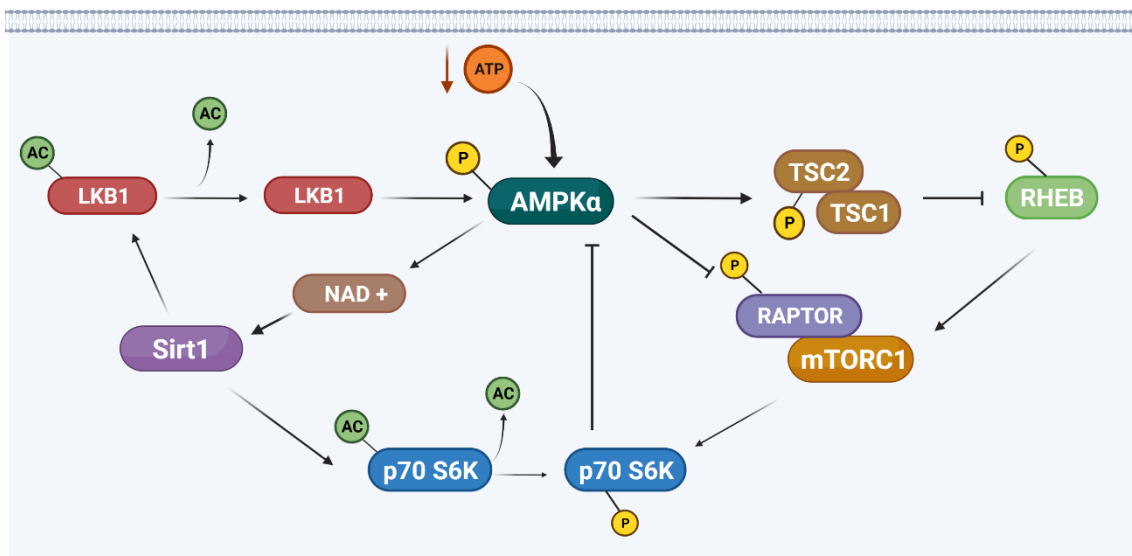 ATP
AC
AC
P
P
LKB1
LKB1
AMPKα
TSC2
TSC1
P
RHEB
P
NAD +
RAPTOR
Sirt1
mTORC1
AC
AC
p70 S6K
p70 S6K
P